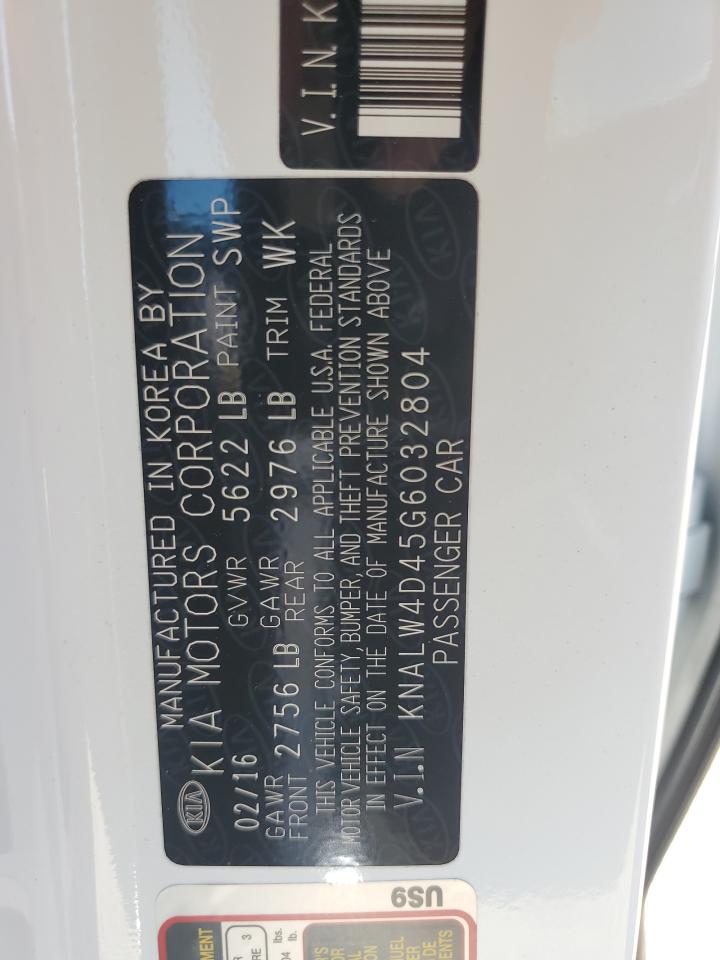 V.I.N. K
KIA
MANUFACTURED IN KOREA BY
KIA MOTORS CORPORATION
02/16 GVWR 5622 LB PAINT SWP
GAWR FRONT 2756 LB GAWR REAR 2976 LB TRIM WK
THIS VEHICLE CONFORMS TO ALL APPLICABLE U.S.A. FEDERAL
MOTOR VEHICLE SAFETY, BUMPER, AND THEFT PREVENTION STANDARDS
IN EFFECT ON THE DATE OF MANUFACTURE SHOWN ABOVE
V.I.N KNALW4D45G6032804
PASSENGER CAR
US9